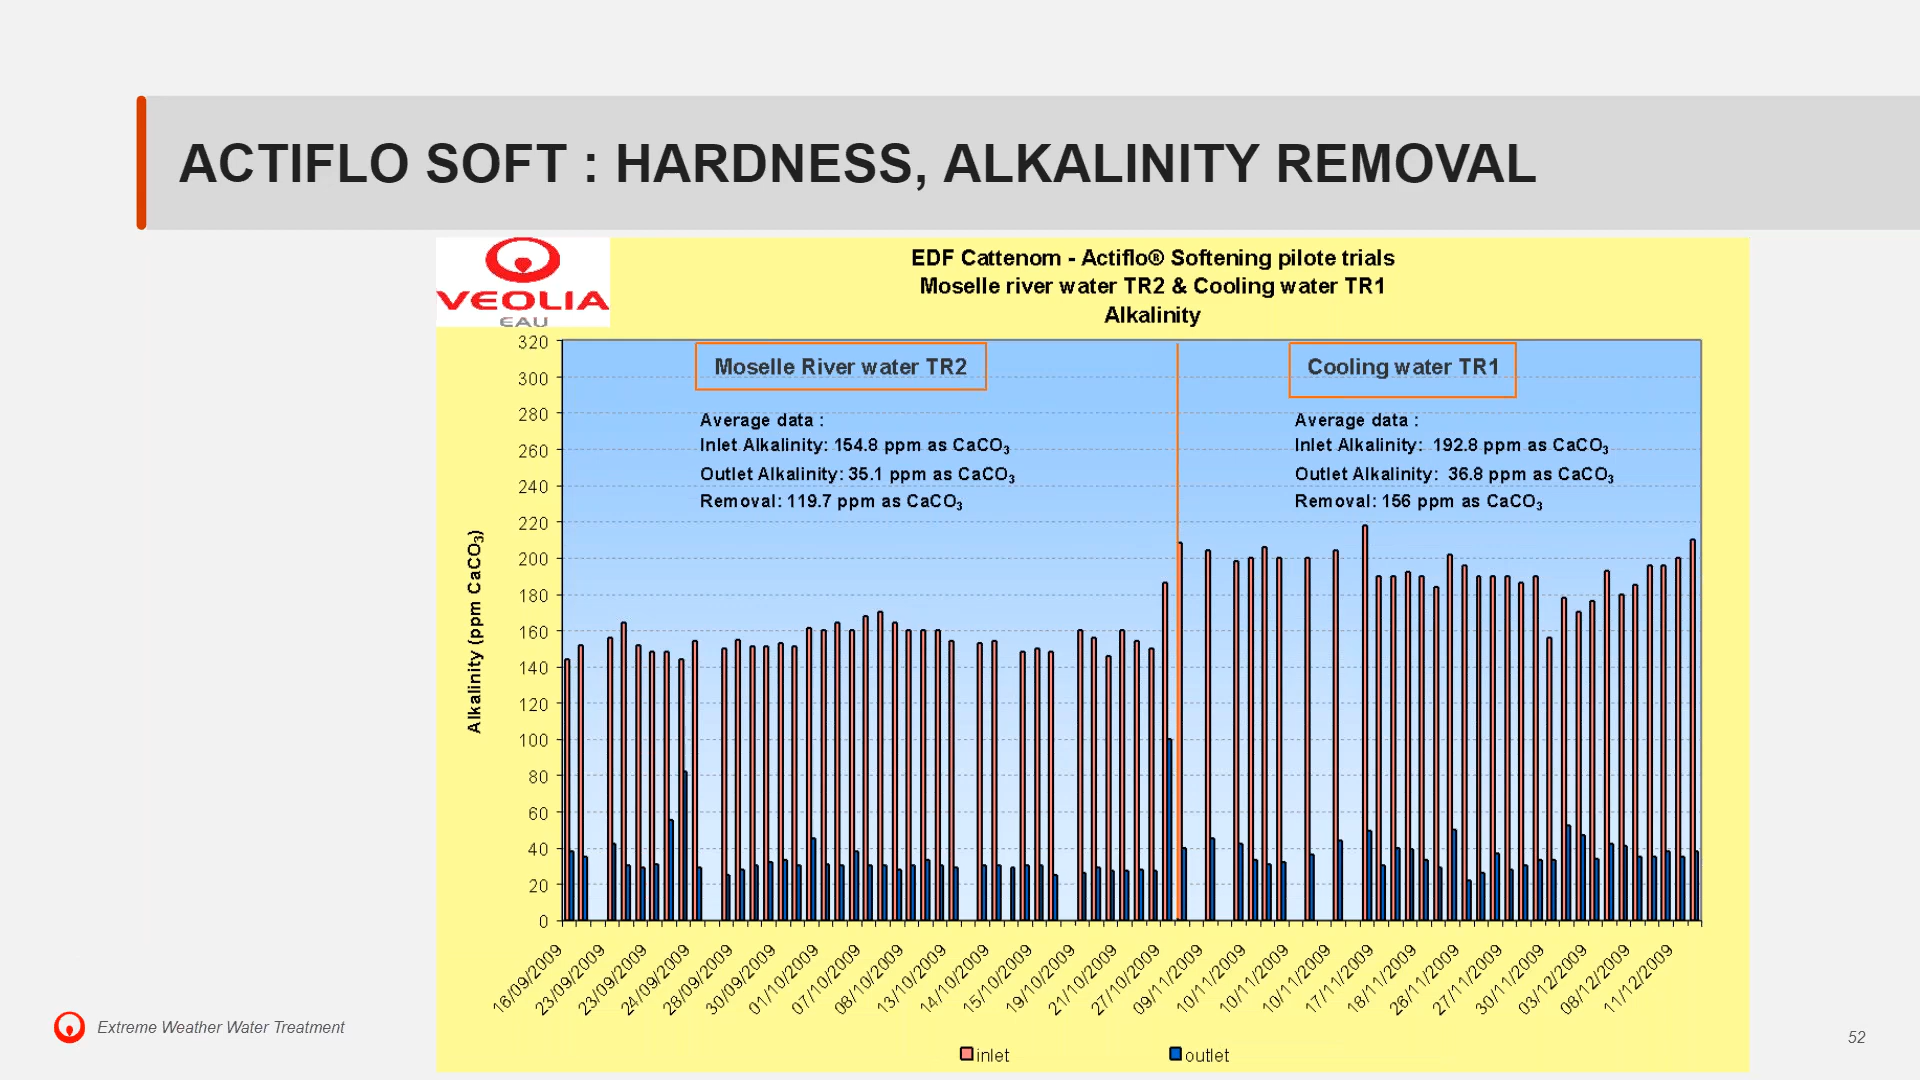 ACTIFLO SOFT : HARDNESS, ALKALINITY REMOVAL
VEOLIA
EAU
EDF Cattenom - Actiflo® Softening pilote trials
Moselle river water TR2 & Cooling water TR1
Alkalinity
Moselle River water TR2
Average data :
Inlet Alkalinity: 154.8 ppm as CaCO₃
Outlet Alkalinity: 35.1 ppm as CaCO₃
Removal: 119.7 ppm as CaCO₃
Cooling water TR1
Average data :
Inlet Alkalinity: 192.8 ppm as CaCO₃
Outlet Alkalinity: 36.8 ppm as CaCO₃
Removal: 156 ppm as CaCO₃
Alkalinity (ppm CaCO₃)
320
300
280
260
240
220
200
180
160
140
120
100
80
60
40
20
0
16/09/2009
23/09/2009
23/09/2009
24/09/2009
28/09/2009
30/09/2009
01/10/2009
07/10/2009
08/10/2009
13/10/2009
14/10/2009
15/10/2009
19/10/2009
21/10/2009
27/10/2009
09/11/2009
10/11/2009
10/11/2009
10/11/2009
17/11/2009
18/11/2009
26/11/2009
27/11/2009
30/11/2009
03/12/2009
08/12/2009
11/12/2009
inlet
outlet
Extreme Weather Water Treatment
52